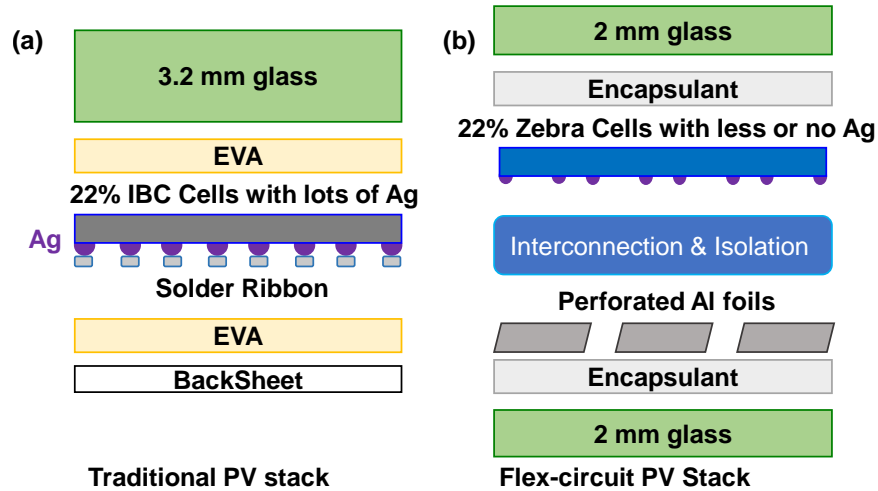 (a)
3.2 mm glass
EVA
22% IBC Cells with lots of Ag
Ag
Solder Ribbon
EVA
BackSheet
Traditional PV stack
(b)
2 mm glass
Encapsulant
22% Zebra Cells with less or no Ag
Interconnection & Isolation
Perforated Al foils
Encapsulant
2 mm glass
Flex-circuit PV Stack